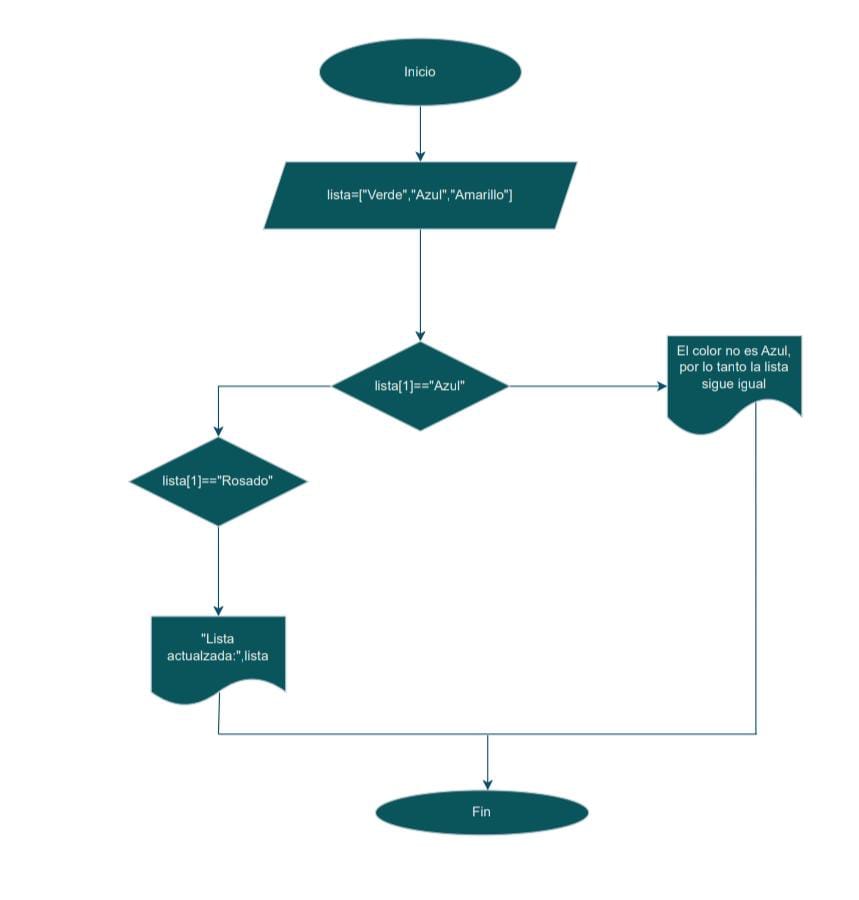 Inicio
lista=["Verde","Azul","Amarillo"]
lista[1]=="Azul"
El color no es Azul,
por lo tanto la lista
sigue igual
lista[1]=="Rosado"
"Lista
actualzada:",lista
Fin